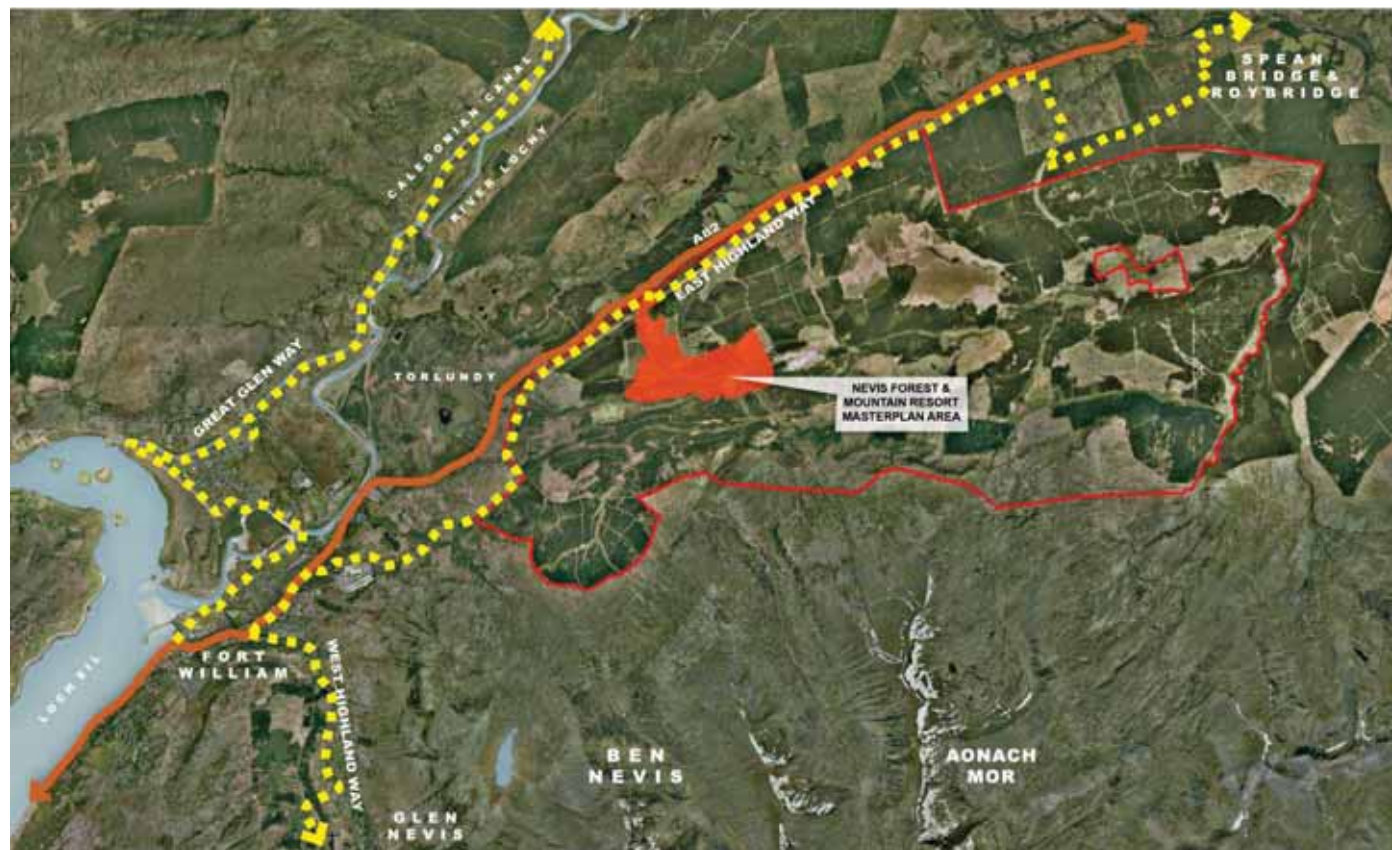 SPEAN
BRIDGE&
ROYBRIDGE
CALEDONIAN CANAL
RIVER LOCHY
A82
EAST HIGHLAND WAY
GREAT GLEN WAY
TORLUNDY
NEVIS FOREST &
MOUNTAIN RESORT
MASTERPLAN AREA
FORT
WILLIAM
LOCH EIL
WEST HIGHLAND WAY
BEN
NEVIS
AONACH
MOR
GLEN
NEVIS